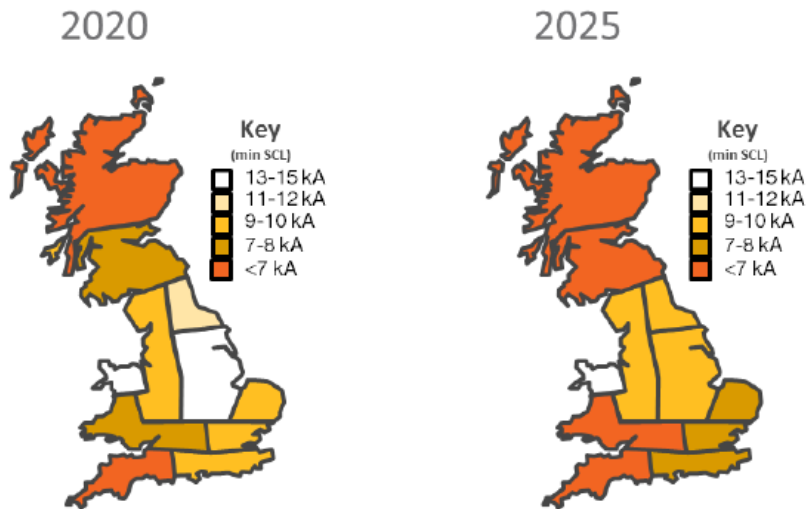 2020
Key
(min SCL)
13-15 kA
11-12 kA
9-10 kA
7-8 kA
<7 kA
2025
Key
(min SCL)
13-15 kA
11-12 kA
9-10 kA
7-8 kA
<7 kA